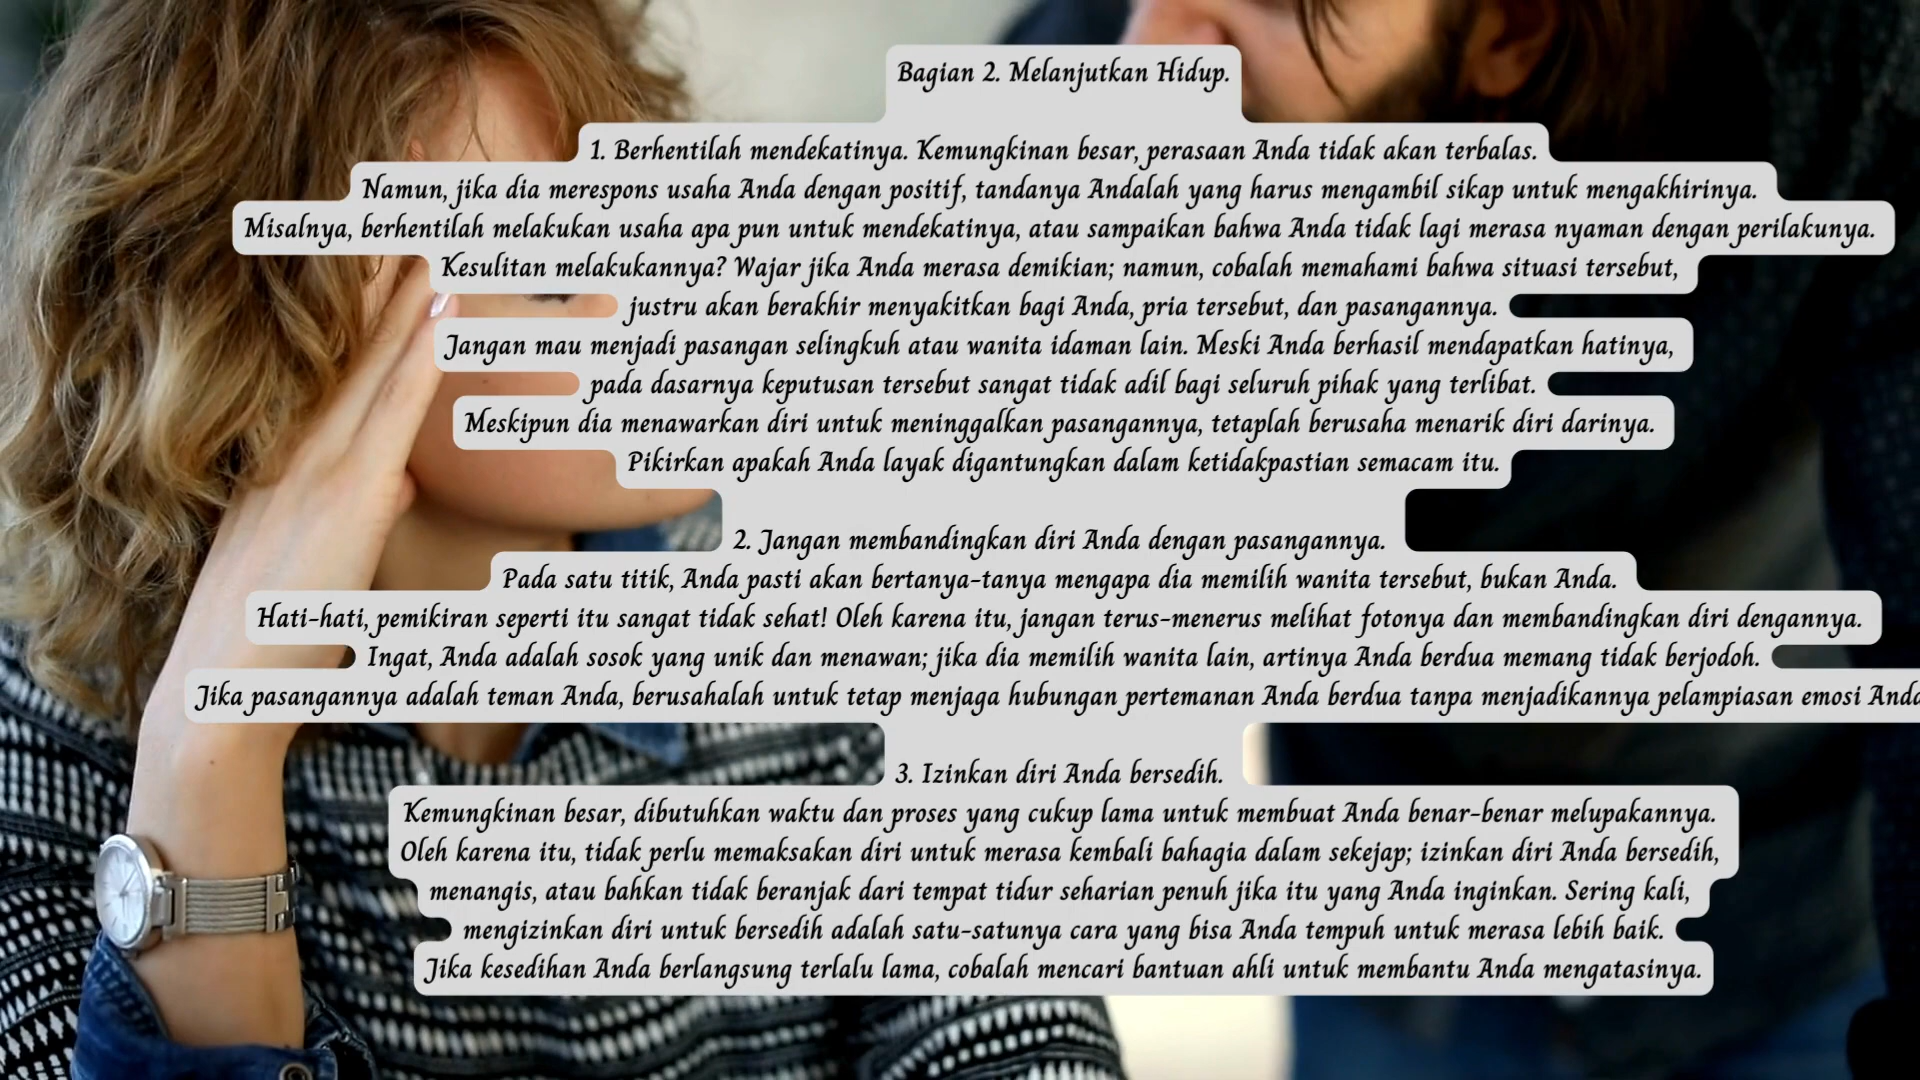 Bagian 2. Melanjutkan Hidup.
1. Berhentilah mendekatinya. Kemungkinan besar, perasaan Anda tidak akan terbalas.
Namun, jika dia merespons usaha Anda dengan positif, tandanya Andalah yang harus mengambil sikap untuk mengakhirinya.
Misalnya, berhentilah melakukan usaha apa pun untuk mendekatinya, atau sampaikan bahwa Anda tidak lagi merasa nyaman dengan perilakunya.
Kesulitan melakukannya? Wajar jika Anda merasa demikian; namun, cobalah memahami bahwa situasi tersebut,
justru akan berakhir menyakitkan bagi Anda, pria tersebut, dan pasangannya.
Jangan mau menjadi pasangan selingkuh atau wanita idaman lain. Meski Anda berhasil mendapatkan hatinya,
pada dasarnya keputusan tersebut sangat tidak adil bagi seluruh pihak yang terlibat.
Meskipun dia menawarkan diri untuk meninggalkan pasangannya, tetaplah berusaha menarik diri darinya.
Pikirkan apakah Anda layak digantungkan dalam ketidakpastian semacam itu.
2. Jangan membandingkan diri Anda dengan pasangannya.
Pada satu titik, Anda pasti akan bertanya-tanya mengapa dia memilih wanita tersebut, bukan Anda.
Hati-hati, pemikiran seperti itu sangat tidak sehat! Oleh karena itu, jangan terus-menerus melihat fotonya dan membandingkan diri dengannya.
Ingat, Anda adalah sosok yang unik dan menawan; jika dia memilih wanita lain, artinya Anda berdua memang tidak berjodoh.
Jika pasangannya adalah teman Anda, berusahalah untuk tetap menjaga hubungan pertemanan Anda berdua tanpa menjadikannya pelampiasan emosi Anda
3. Izinkan diri Anda bersedih.
Kemungkinan besar, dibutuhkan waktu dan proses yang cukup lama untuk membuat Anda benar-benar melupakannya.
Oleh karena itu, tidak perlu memaksakan diri untuk merasa kembali bahagia dalam sekejap; izinkan diri Anda bersedih,
menangis, atau bahkan tidak beranjak dari tempat tidur seharian penuh jika itu yang Anda inginkan. Sering kali,
mengizinkan diri untuk bersedih adalah satu-satunya cara yang bisa Anda tempuh untuk merasa lebih baik.
Jika kesedihan Anda berlangsung terlalu lama, cobalah mencari bantuan ahli untuk membantu Anda mengatasinya.